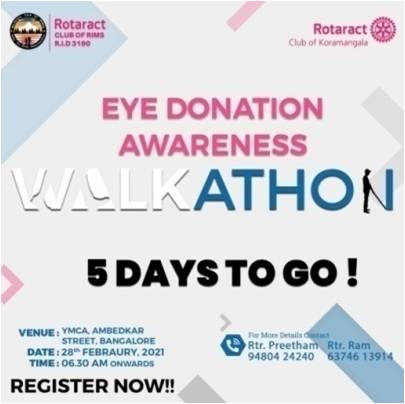 Rotaract
CLUB OF RIMS
R.I.D 3190
Rotaract
Club of Koramangala
EYE DONATION
AWARENESS
WALKATHON
5 DAYS TO GO !
VENUE : YMCA, AMBEDKAR
STREET, BANGALORE
DATE : 28th FEBRAURY, 2021
TIME : 06.30 AM ONWARDS
For More Details Contact
Rtr. Preetham Rtr. Ram
94804 24240 63746 13914
REGISTER NOW!!